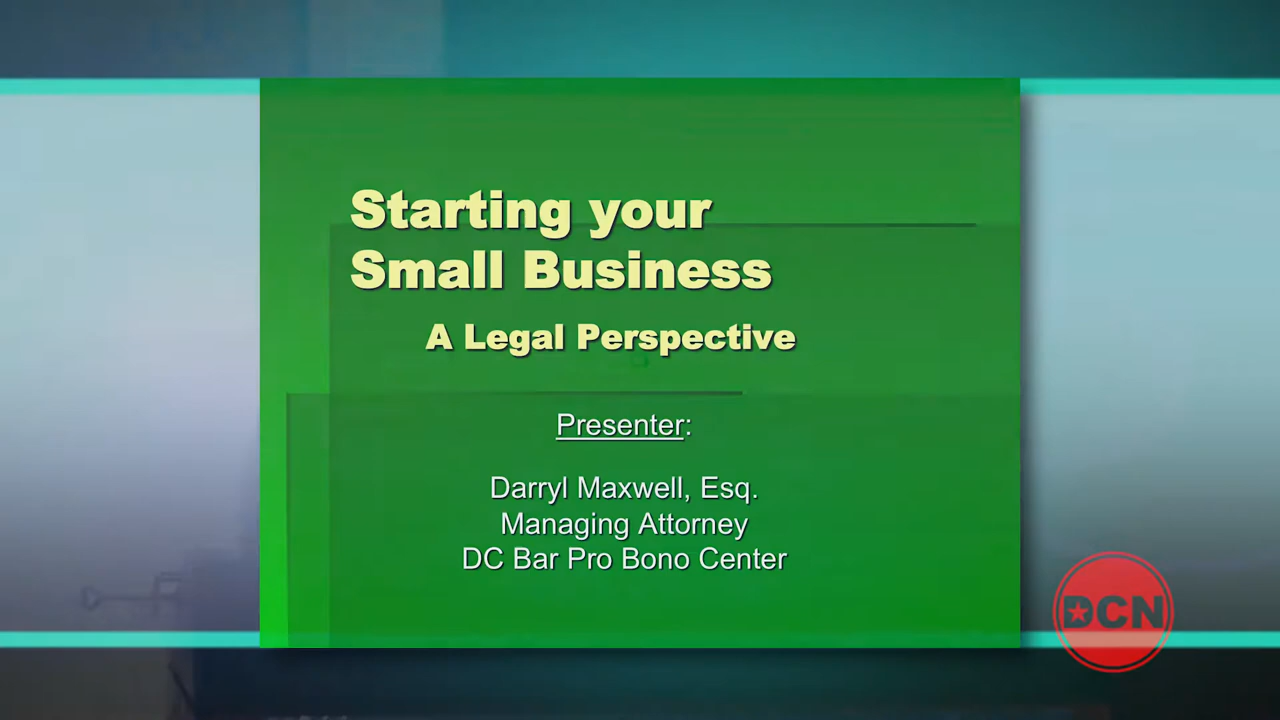 Starting your
Small Business
A Legal Perspective
Presenter:
Darryl Maxwell, Esq.
Managing Attorney
DC Bar Pro Bono Center
DCN